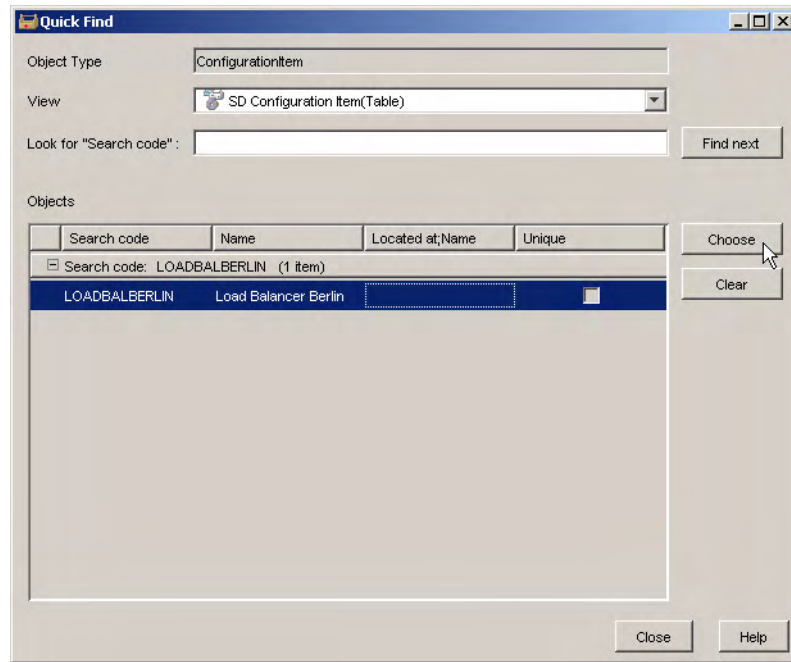 Quick Find
Object Type ConfigurationItem
View SD Configuration Item(Table)
Look for "Search code" : Find next
Objects
Search code Name Located at;Name Unique Choose
Search code: LOADBALBERLIN (1 item)
Clear
LOADBALBERLIN Load Balancer Berlin
Close Help